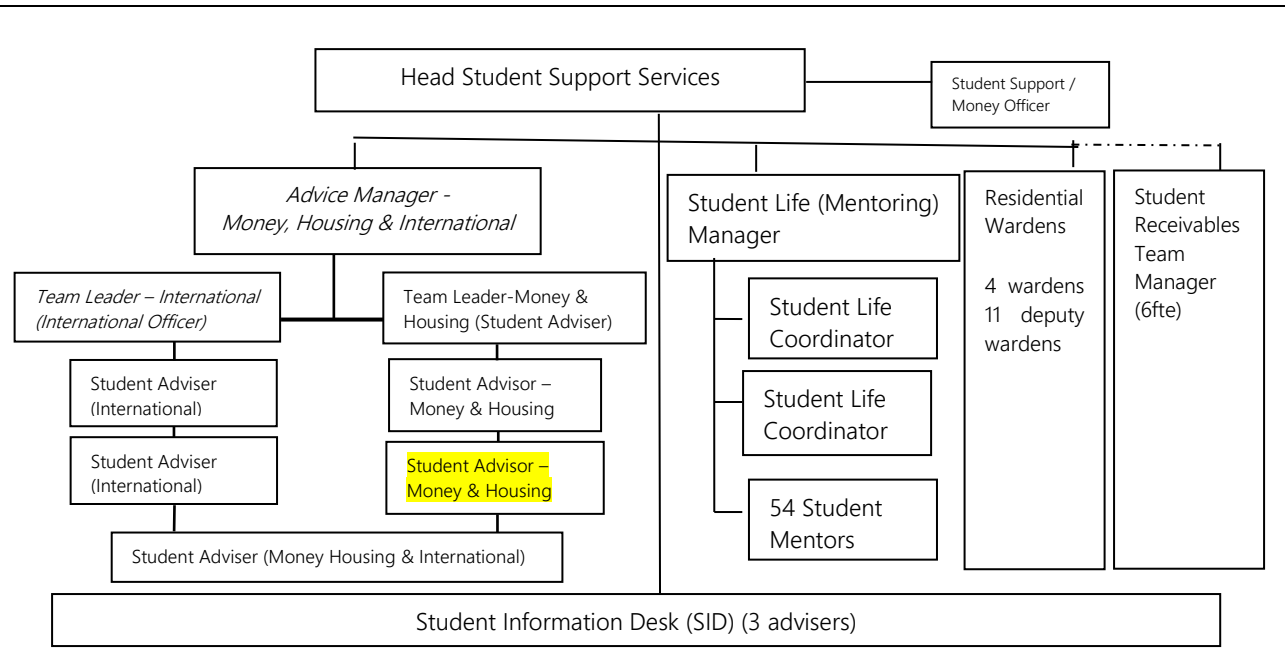 Head Student Support Services
Student Support /
Money Officer
Advice Manager -
Money, Housing & International
Student Life (Mentoring)
Manager
Residential
Wardens
4 wardens
11 deputy
wardens
Student
Receivables
Team
Manager
(6fte)
Team Leader – International
(International Officer)
Team Leader-Money &
Housing (Student Adviser)
Student Life
Coordinator
Student Adviser
(International)
Student Advisor –
Money & Housing
Student Life
Coordinator
Student Adviser
(International)
Student Advisor –
Money & Housing
54 Student
Mentors
Student Adviser (Money Housing & International)
Student Information Desk (SID) (3 advisers)